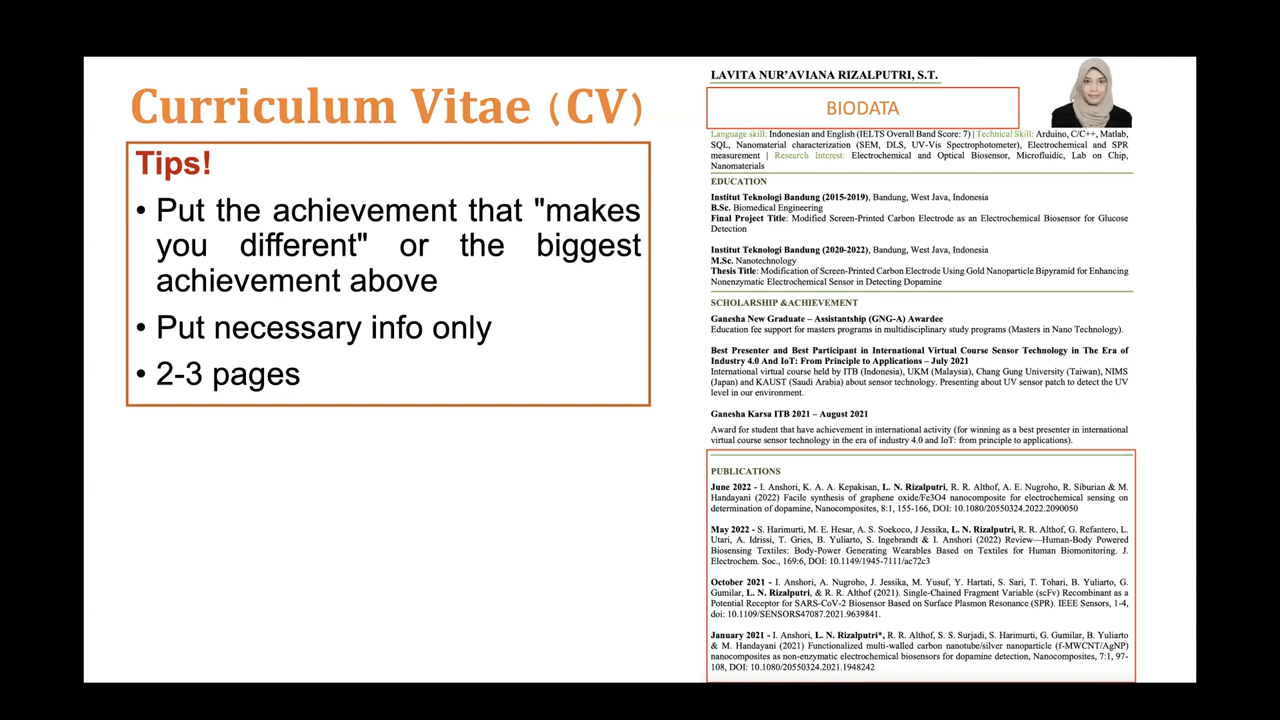 Curriculum Vitae (CV)
Tips!
• Put the achievement that "makes
you different" or the biggest
achievement above
• Put necessary info only
• 2-3 pages
LAVITA NUR’AVIANA RIZALPUTRI, S.T.
BIODATA
Language skill: Indonesian and English (IELTS Overall Band Score: 7) | Technical Skill: Arduino, C/C++, Matlab,
SQL, Nanomaterial characterization (SEM, DLS, UV-Vis Spectrophotometer), Electrochemical and SPR
measurement | Research Interest: Electrochemical and Optical Biosensor, Microfluidic, Lab on Chip,
Nanomaterials
EDUCATION
Institut Teknologi Bandung (2015-2019), Bandung, West Java, Indonesia
B.Sc. Biomedical Engineering
Final Project Title: Modified Screen-Printed Carbon Electrode as an Electrochemical Biosensor for Glucose
Detection
Institut Teknologi Bandung (2020-2022), Bandung, West Java, Indonesia
M.Sc. Nanotechnology
Thesis Title: Modification of Screen-Printed Carbon Electrode Using Gold Nanoparticle Bipyramid for Enhancing
Nonenzymatic Electrochemical Sensor in Detecting Dopamine
SCHOLARSHIP &ACHIEVEMENT
Ganesha New Graduate – Assistantship (GNG-A) Awardee
Education fee support for masters programs in multidisciplinary study programs (Masters in Nano Technology).
Best Presenter and Best Participant in International Virtual Course Sensor Technology in The Era of
Industry 4.0 And IoT: From Principle to Applications – July 2021
International virtual course held by ITB (Indonesia), UKM (Malaysia), Chang Gung University (Taiwan), NIMS
(Japan) and KAUST (Saudi Arabia) about sensor technology. Presenting about UV sensor patch to detect the UV
level in our environment.
Ganesha Karsa ITB 2021 – August 2021
Award for student that have achievement in international activity (for winning as a best presenter in international
virtual course sensor technology in the era of industry 4.0 and IoT: from principle to applications).
PUBLICATIONS
June 2022 - I. Anshori, K. A. A. Kepakisan, L. N. Rizalputri, R. R. Althof, A. E. Nugroho, R. Siburian & M.
Handayani (2022) Facile synthesis of graphene oxide/Fe3O4 nanocomposite for electrochemical sensing on
determination of dopamine, Nanocomposites, 8:1, 155-166, DOI: 10.1080/20550324.2022.2090050
May 2022 - S. Harimurti, M. E. Hesar, A. S. Soekoco, J Jessika, L. N. Rizalputri, R. R. Althof, G. Refantero, L.
Utari, A. Idrissi, T. Gries, B. Yuliarto, S. Ingebrandt & I. Anshori (2022) Review—Human-Body Powered
Biosensing Textiles: Body-Power Generating Wearables Based on Textiles for Human Biomonitoring. J.
Electrochem. Soc., 169:6, DOI: 10.1149/1945-7111/ac72c3
October 2021 - I. Anshori, A. Nugroho, J. Jessika, M. Yusuf, Y. Hartati, S. Sari, T. Tohari, B. Yuliarto, G.
Gumilar, L. N. Rizalputri, & R. R. Althof (2021). Single-Chained Fragment Variable (scFv) Recombinant as a
Potential Receptor for SARS-CoV-2 Biosensor Based on Surface Plasmon Resonance (SPR). IEEE Sensors, 1-4,
doi: 10.1109/SENSORS47087.2021.9639841.
January 2021 - I. Anshori, L. N. Rizalputri*, R. R. Althof, S. S. Surjadi, S. Harimurti, G. Gumilar, B. Yuliarto
& M. Handayani (2021) Functionalized multi-walled carbon nanotube/silver nanoparticle (f-MWCNT/AgNP)
nanocomposites as non-enzymatic electrochemical biosensors for dopamine detection, Nanocomposites, 7:1, 97-
108, DOI: 10.1080/20550324.2021.1948242